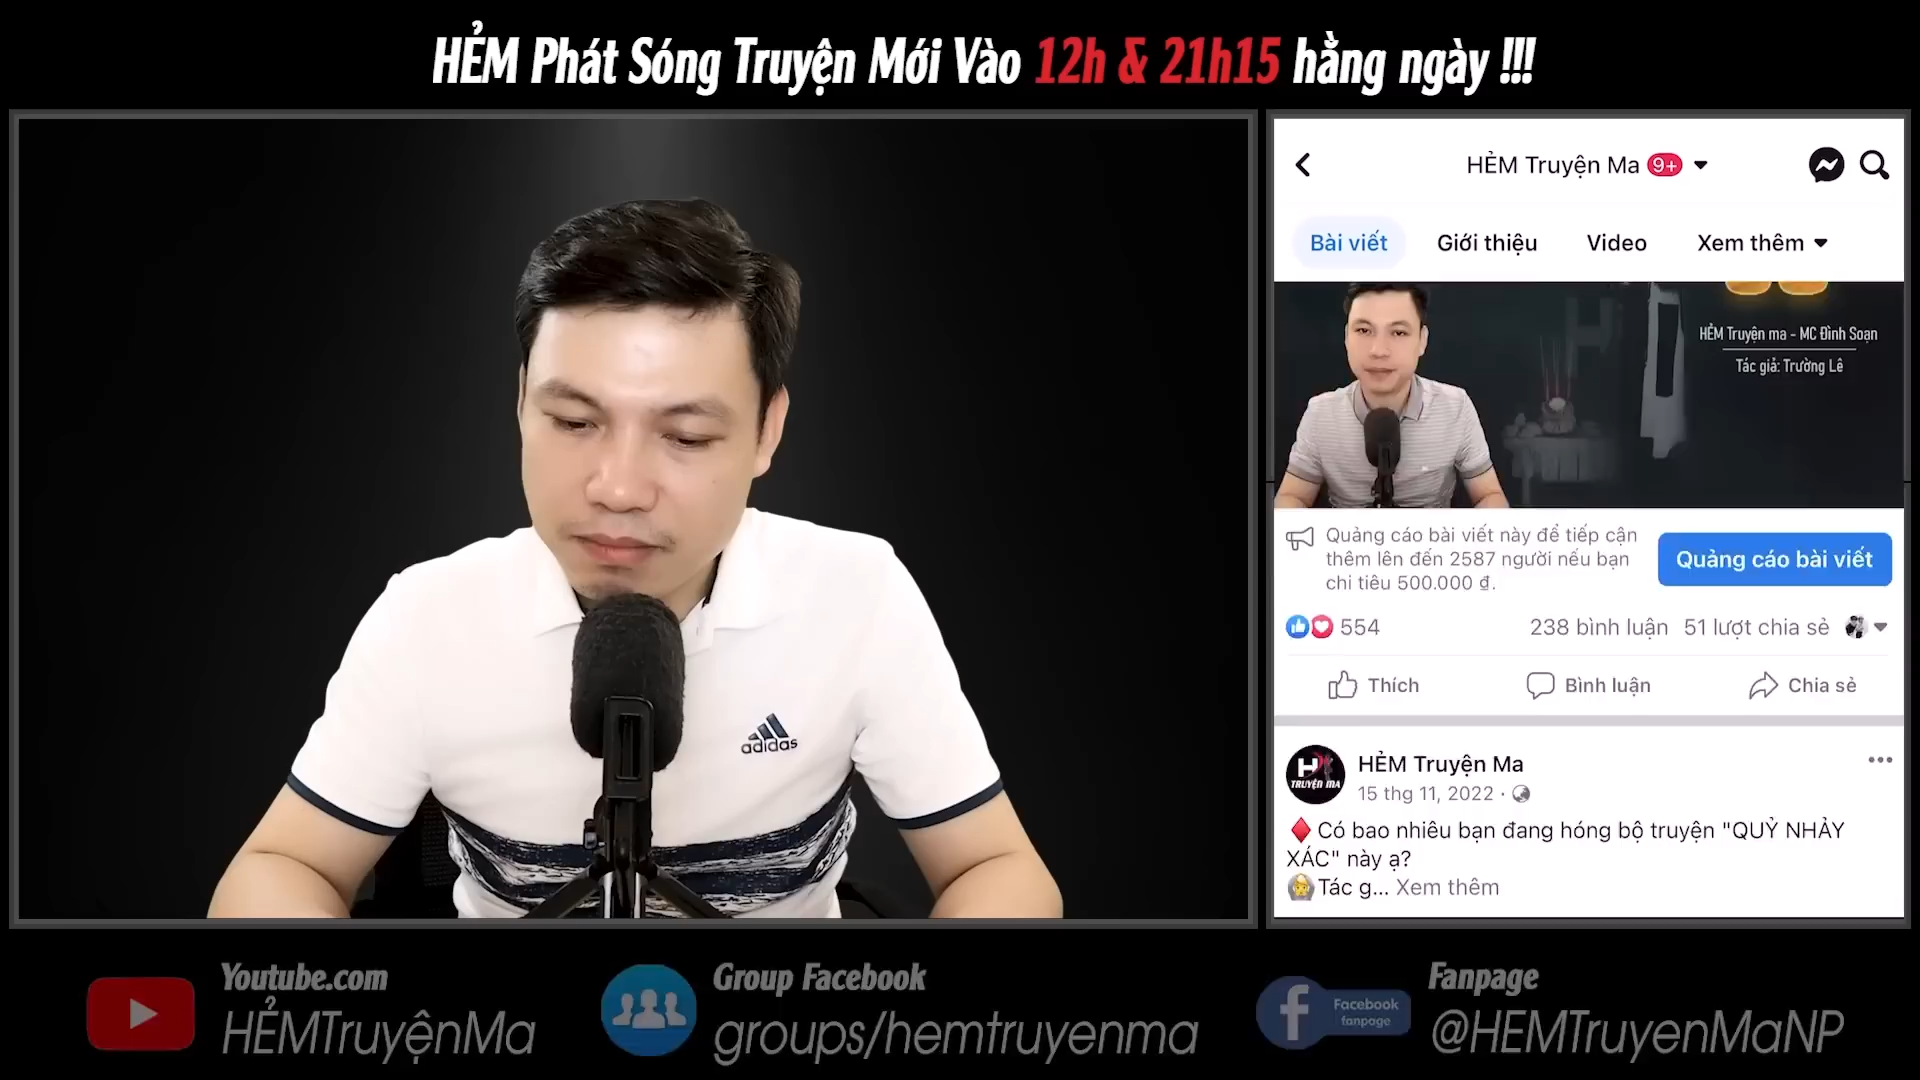 HẺM Phát Sóng Truyện Mới Vào 12h & 21h15 hằng ngày !!!
HẺM Truyện Ma 9+
Bài viết Giới thiệu Video Xem thêm
HẺM Truyện ma - MC Đình Soạn
Tác giả: Trường Lê
Quảng cáo bài viết này để tiếp cận
thêm lên đến 2587 người nếu bạn
chi tiêu 500.000 ₫.
Quảng cáo bài viết
554 238 bình luận 51 lượt chia sẻ
Thích Bình luận Chia sẻ
adidas
H
TRUYỆN MA
HẺM Truyện Ma
15 thg 11, 2022 ·
Có bao nhiêu bạn đang hóng bộ truyện "QUỶ NHẢY
XÁC" này ạ?
Tác g... Xem thêm
Youtube.com
HẺMTruyệnMa
Group Facebook
groups/hemtruyenma
Facebook
fanpage
Fanpage
@HEMTruyenMaNP